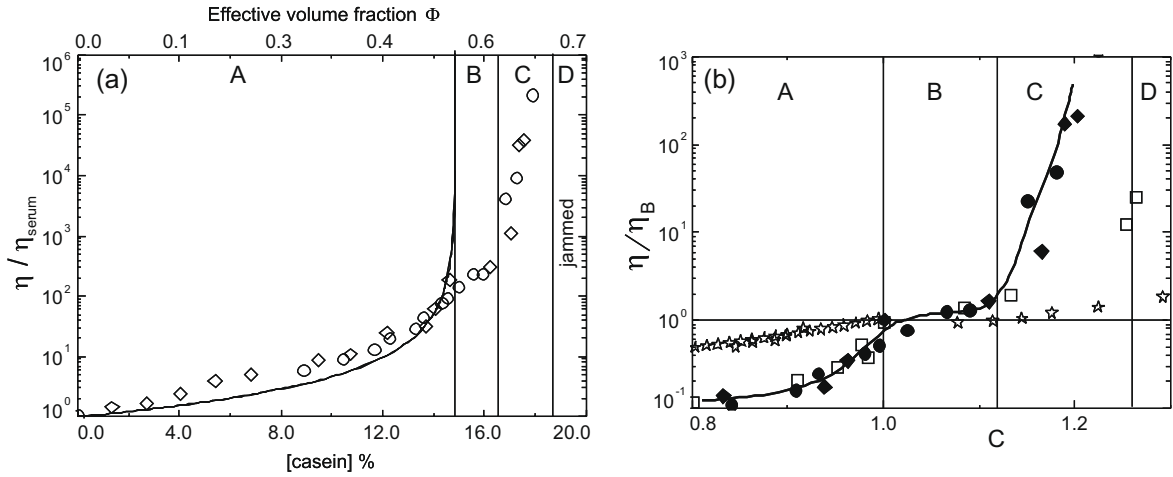 Effective volume fraction Φ
0.0 0.1 0.2 0.3 0.4 0.5 0.6 0.7
(a) A B C D
10^6
10^5
10^4
10^3
10^2
10^1
10^0
η / η_serum
jammed
0.0 4.0 8.0 12.0 16.0 20.0
[casein] %
(b) A B C D
10^3
10^2
10^1
10^0
10^-1
η/η_B
0.8 1.0 1.2
C